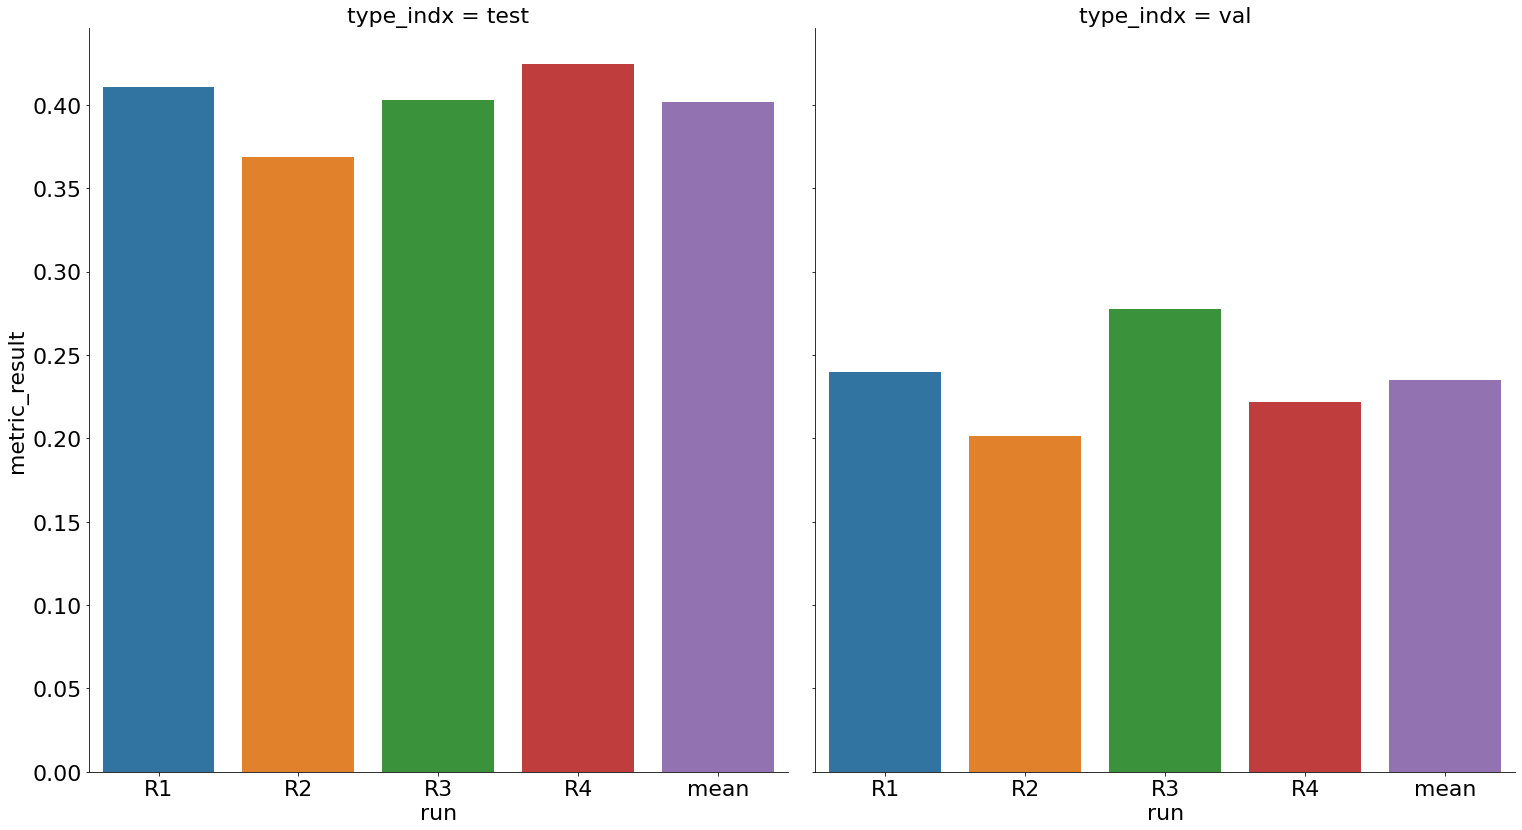 type_indx = test
type_indx = val
metric_result
0.40
0.35
0.30
0.25
0.20
0.15
0.10
0.05
0.00
R1 R2 R3 R4 mean
run
R1 R2 R3 R4 mean
run